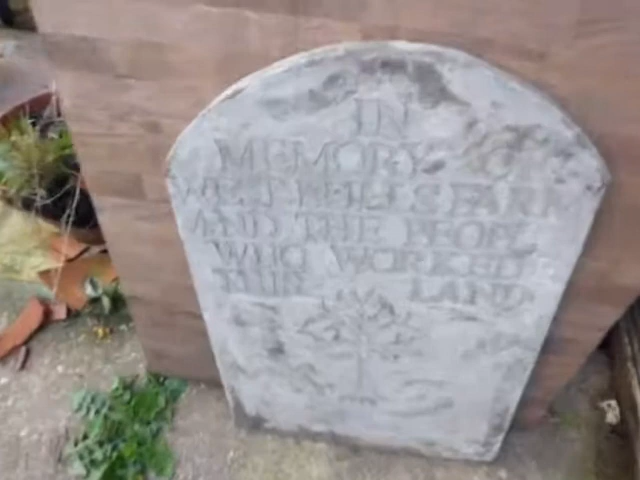 IN
MEMORY OF
FARM
AND THE PEOPLE
WHO WORKED
THIS LAND